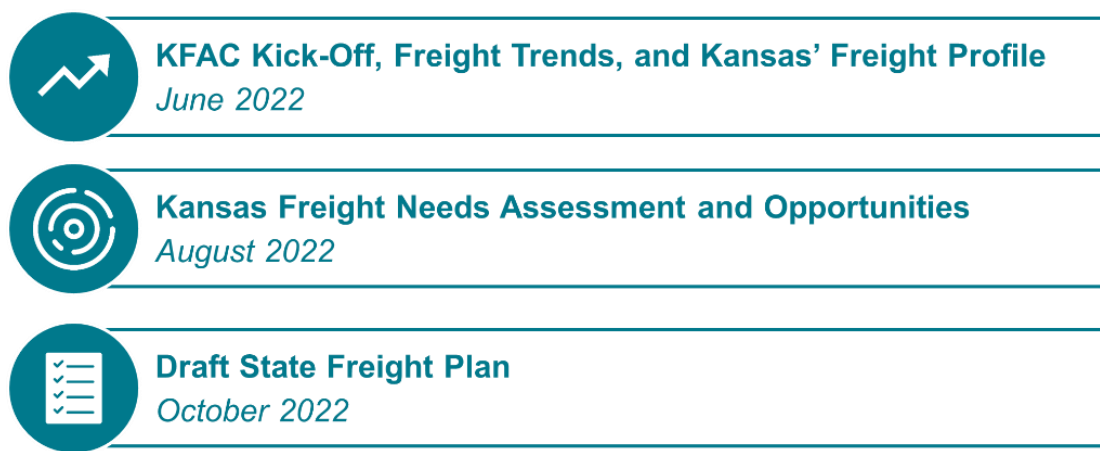 KFAC Kick-Off, Freight Trends, and Kansas’ Freight Profile
June 2022
Kansas Freight Needs Assessment and Opportunities
August 2022
Draft State Freight Plan
October 2022